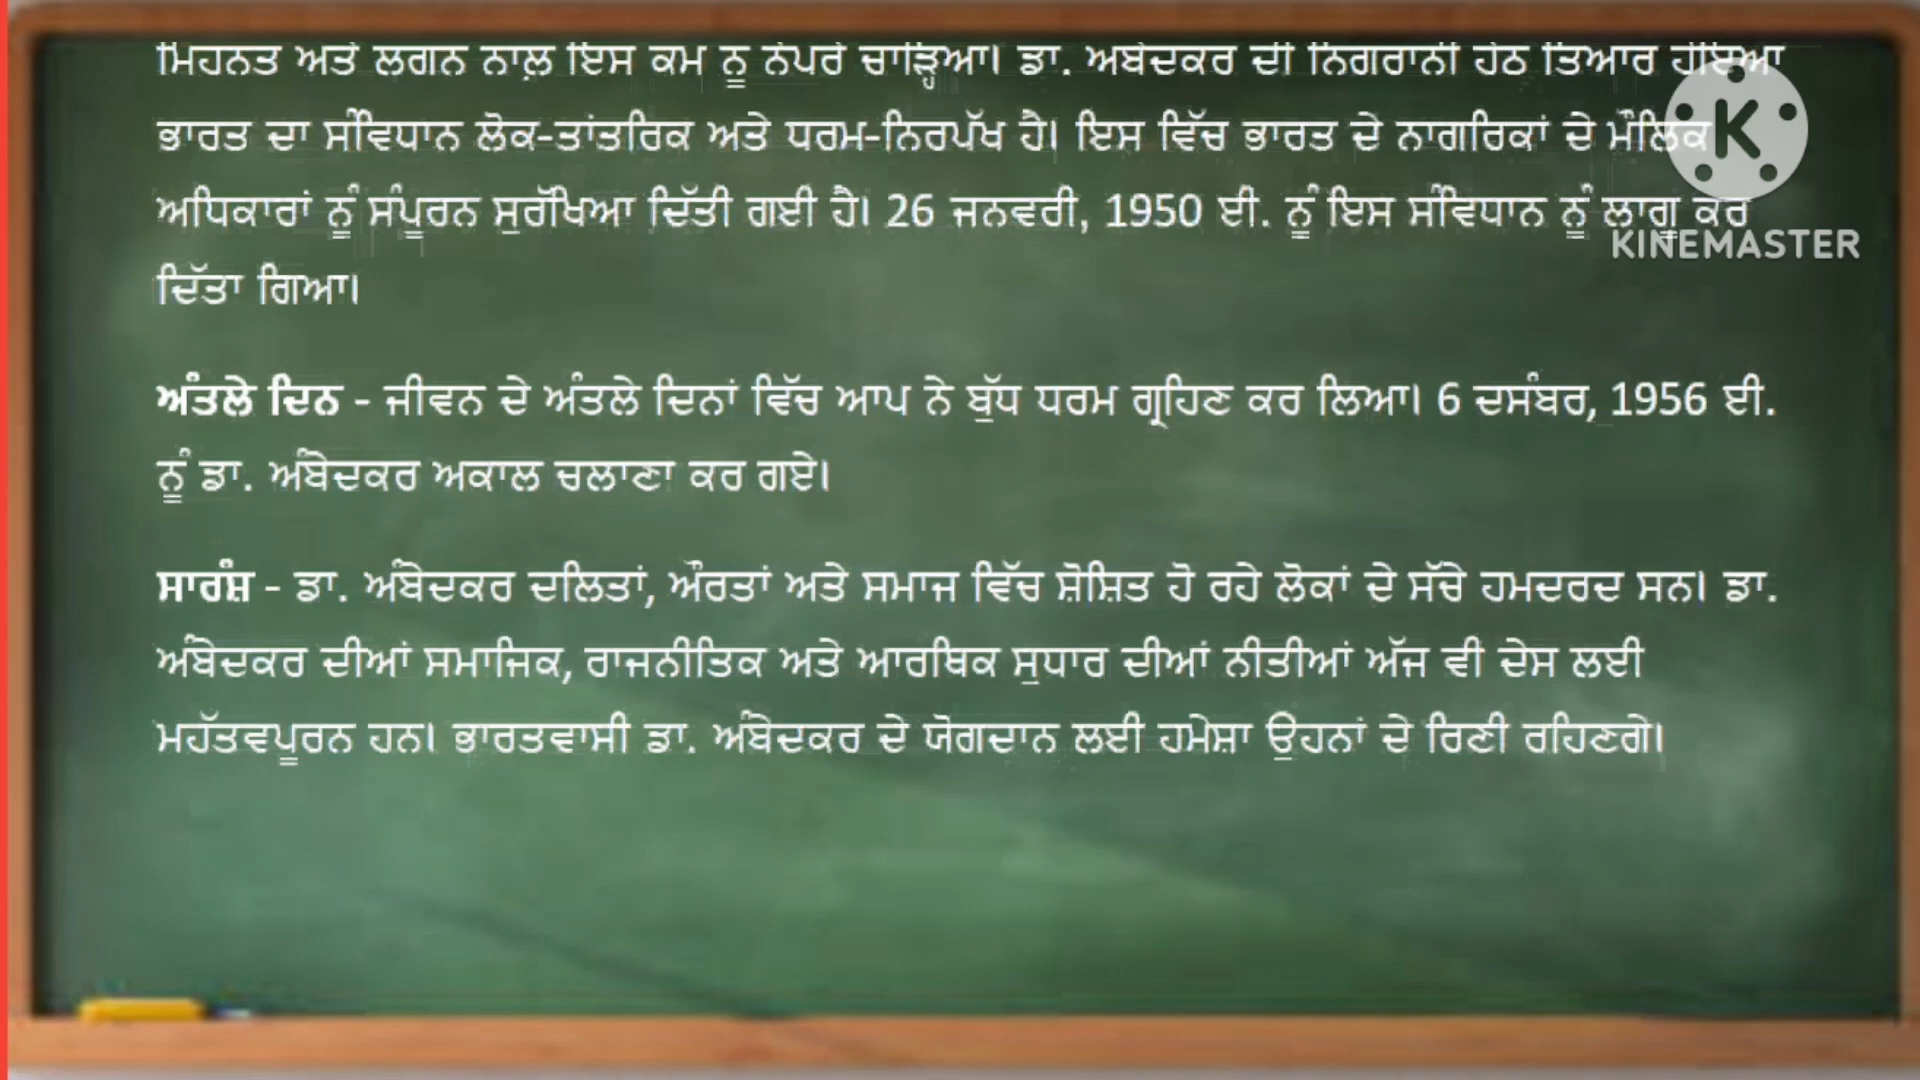 ਮਿਹਨਤ ਅਤੇ ਲਗਨ ਨਾਲ਼ ਇਸ ਕੰਮ ਨੂੰ ਨੇਪਰੇ ਚਾੜ੍ਹਿਆ। ਡਾ. ਅੰਬੇਦਕਰ ਦੀ ਨਿਗਰਾਨੀ ਹੇਠ ਤਿਆਰ ਹੋਇਆ
ਭਾਰਤ ਦਾ ਸੰਵਿਧਾਨ ਲੋਕ-ਤਾਂਤਰਿਕ ਅਤੇ ਧਰਮ-ਨਿਰਪੱਖ ਹੈ। ਇਸ ਵਿੱਚ ਭਾਰਤ ਦੇ ਨਾਗਰਿਕਾਂ ਦੇ ਮੌਲਿਕ
ਅਧਿਕਾਰਾਂ ਨੂੰ ਸੰਪੂਰਨ ਸੁਰੱਖਿਆ ਦਿੱਤੀ ਗਈ ਹੈ। 26 ਜਨਵਰੀ, 1950 ਈ. ਨੂੰ ਇਸ ਸੰਵਿਧਾਨ ਨੂੰ ਲਾਗੂ ਕਰ
ਦਿੱਤਾ ਗਿਆ।
ਅੰਤਲੇ ਦਿਨ - ਜੀਵਨ ਦੇ ਅੰਤਲੇ ਦਿਨਾਂ ਵਿੱਚ ਆਪ ਨੇ ਬੁੱਧ ਧਰਮ ਗ੍ਰਹਿਣ ਕਰ ਲਿਆ। 6 ਦਸੰਬਰ, 1956 ਈ.
ਨੂੰ ਡਾ. ਅੰਬੇਦਕਰ ਅਕਾਲ ਚਲਾਣਾ ਕਰ ਗਏ।
ਸਾਰੰਸ਼ - ਡਾ. ਅੰਬੇਦਕਰ ਦਲਿਤਾਂ, ਔਰਤਾਂ ਅਤੇ ਸਮਾਜ ਵਿੱਚ ਸ਼ੋਸ਼ਿਤ ਹੋ ਰਹੇ ਲੋਕਾਂ ਦੇ ਸੱਚੇ ਹਮਦਰਦ ਸਨ। ਡਾ.
ਅੰਬੇਦਕਰ ਦੀਆਂ ਸਮਾਜਿਕ, ਰਾਜਨੀਤਿਕ ਅਤੇ ਆਰਥਿਕ ਸੁਧਾਰ ਦੀਆਂ ਨੀਤੀਆਂ ਅੱਜ ਵੀ ਦੇਸ ਲਈ
ਮਹੱਤਵਪੂਰਨ ਹਨ। ਭਾਰਤਵਾਸੀ ਡਾ. ਅੰਬੇਦਕਰ ਦੇ ਯੋਗਦਾਨ ਲਈ ਹਮੇਸ਼ਾ ਉਹਨਾਂ ਦੇ ਰਿਣੀ ਰਹਿਣਗੇ।
K
KINEMASTER